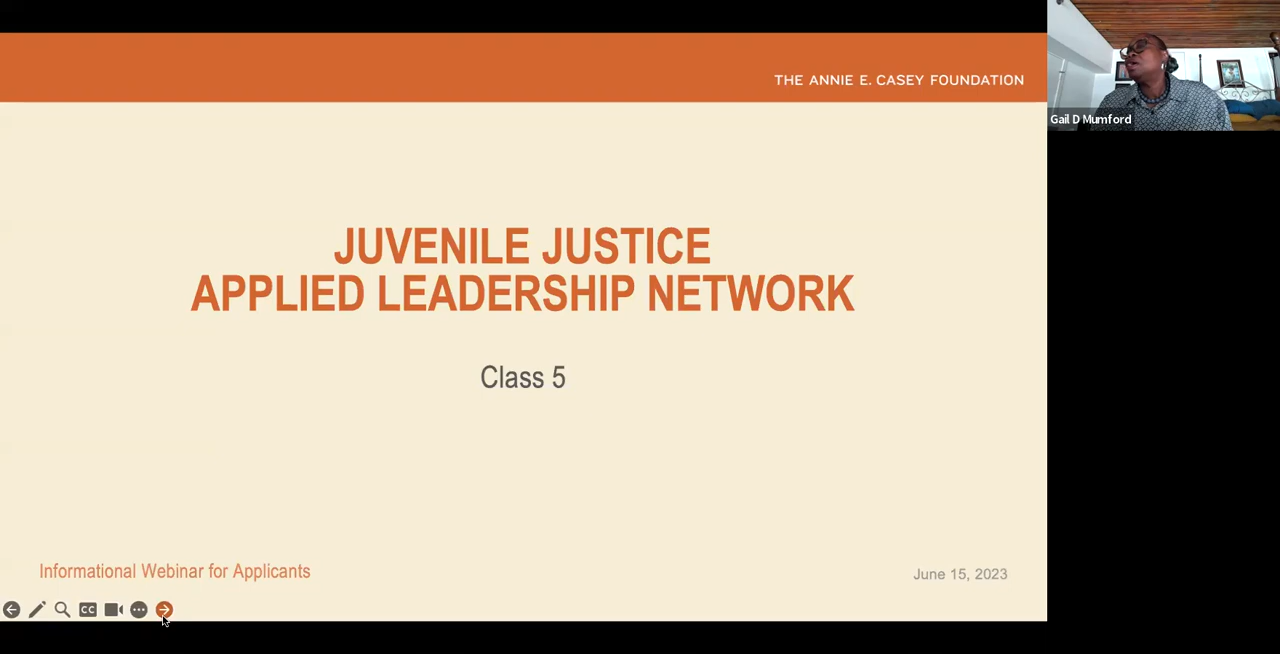 THE ANNIE E. CASEY FOUNDATION
Gail D Mumford
JUVENILE JUSTICE
APPLIED LEADERSHIP NETWORK
Class 5
Informational Webinar for Applicants
June 15, 2023
CC